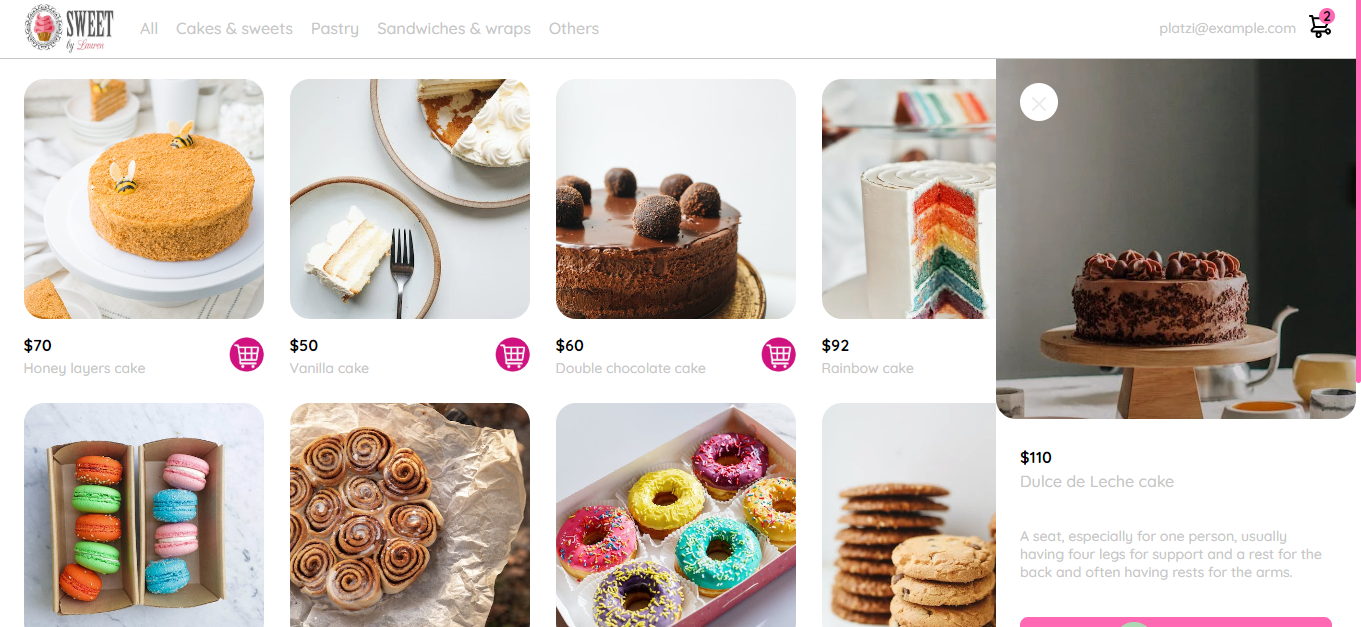 SWEET
by Lauren
All Cakes & sweets Pastry Sandwiches & wraps Others
platzi@example.com
2
$70
Honey layers cake
$50
Vanilla cake
$60
Double chocolate cake
$92
Rainbow cake
$110
Dulce de Leche cake
A seat, especially for one person, usually
having four legs for support and a rest for the
back and often having rests for the arms.